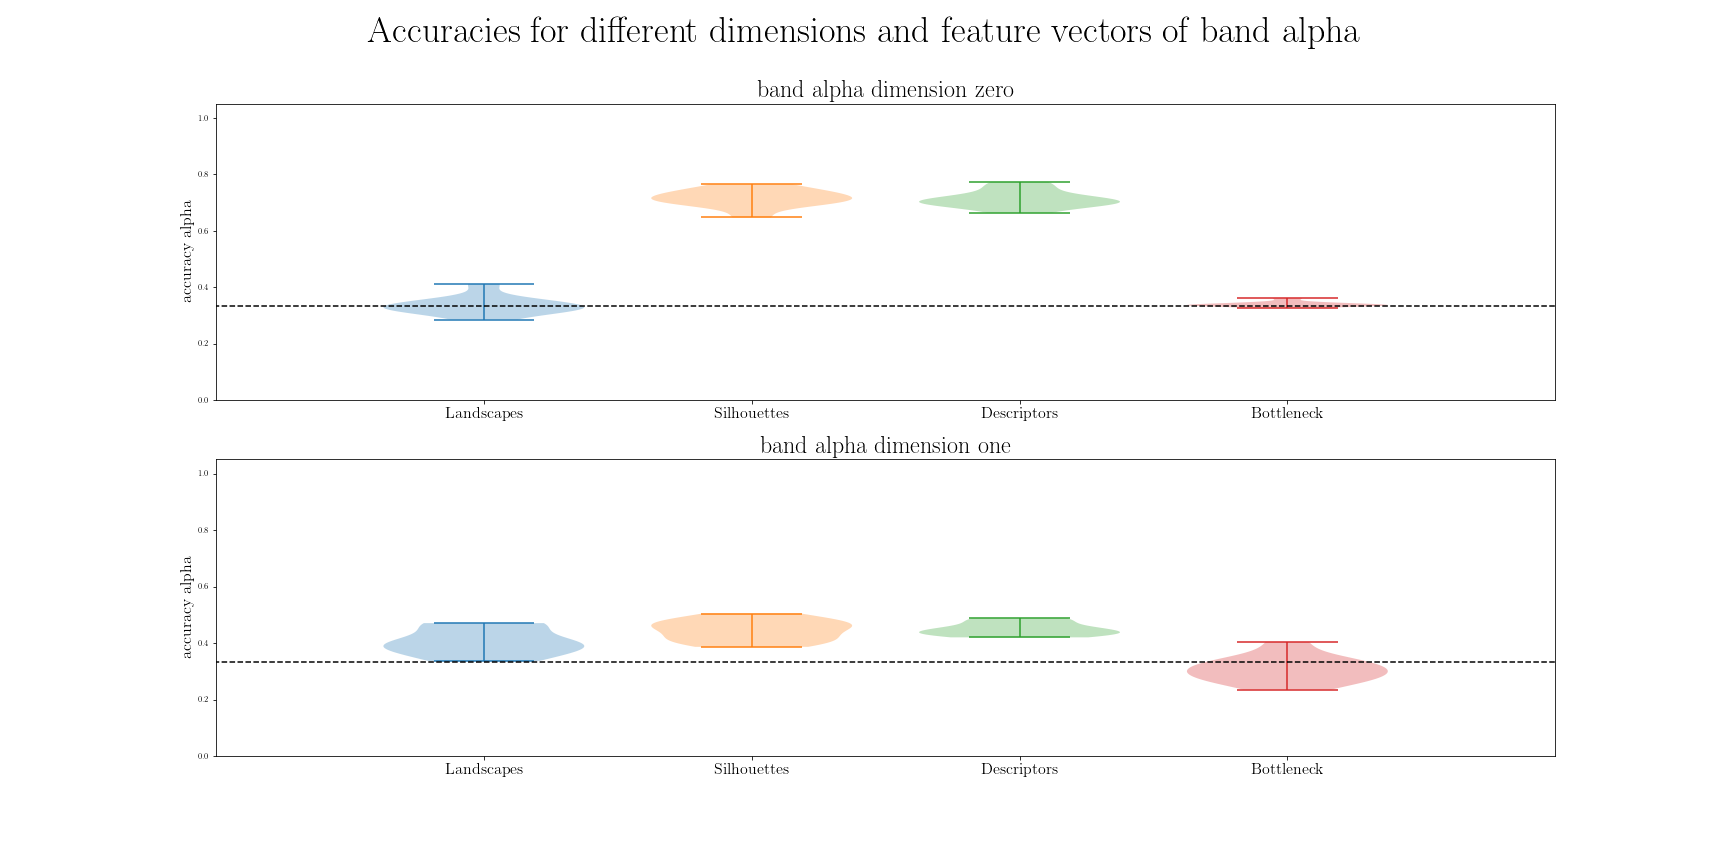 Accuracies for different dimensions and feature vectors of band alpha
band alpha dimension zero
1.0
0.8
0.6
0.4
0.2
0.0
accuracy alpha
Landscapes Silhouettes Descriptors Bottleneck
band alpha dimension one
1.0
0.8
0.6
0.4
0.2
0.0
accuracy alpha
Landscapes Silhouettes Descriptors Bottleneck